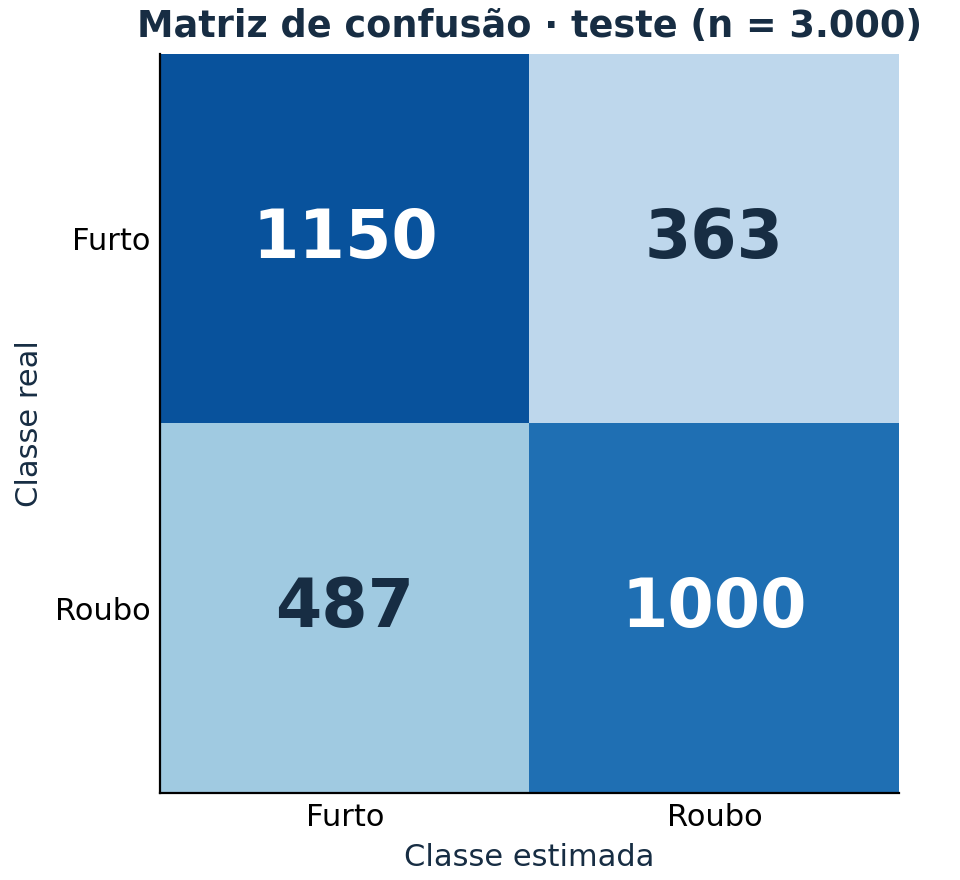 Matriz de confusão · teste (n = 3.000)
Classe real
Furto
1150
363
Roubo
487
1000
Furto
Roubo
Classe estimada